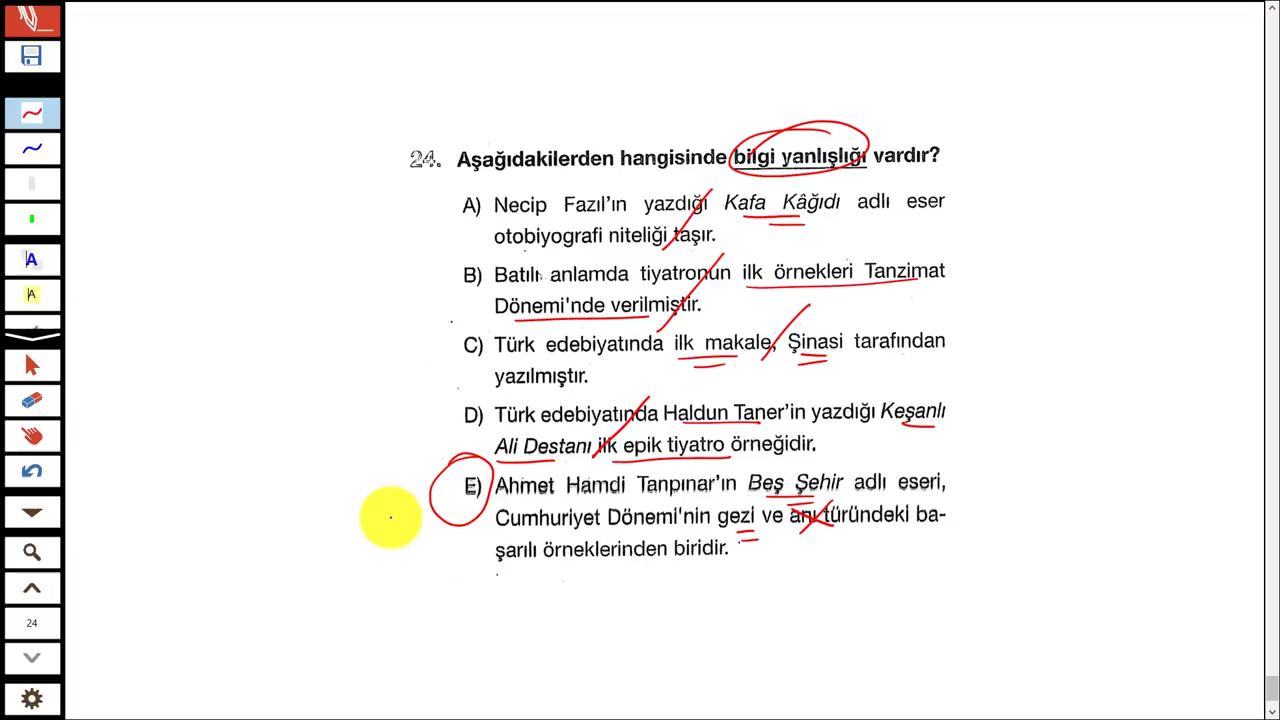 24. Aşağıdakilerden hangisinde bilgi yanlışlığı vardır?
A) Necip Fazıl'ın yazdığı Kafa Kâğıdı adlı eser
otobiyografi niteliği taşır.
B) Batılı anlamda tiyatronun ilk örnekleri Tanzimat
Dönemi'nde verilmiştir.
C) Türk edebiyatında ilk makale, Şinasi tarafından
yazılmıştır.
D) Türk edebiyatında Haldun Taner'in yazdığı Keşanlı
Ali Destanı ilk epik tiyatro örneğidir.
E) Ahmet Hamdi Tanpınar'ın Beş Şehir adlı eseri,
Cumhuriyet Dönemi'nin gezi ve anı türündeki ba-
şarılı örneklerinden biridir.
A
A
24